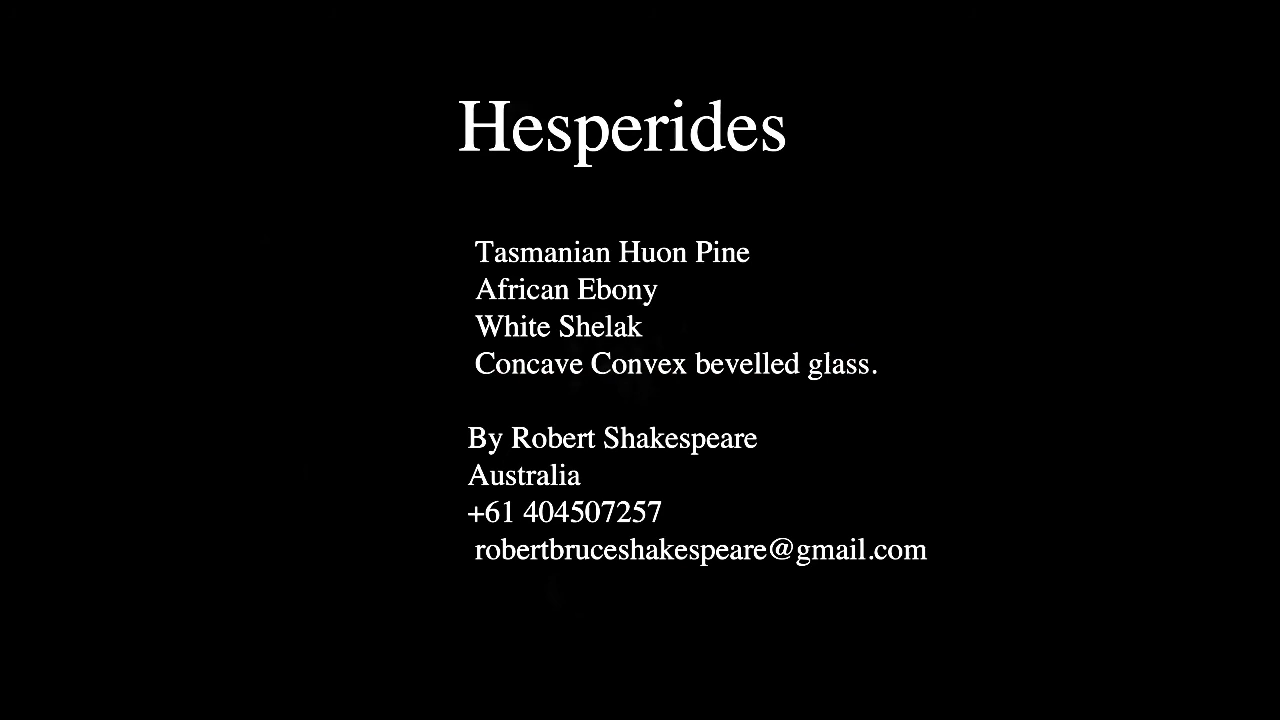 Hesperides
Tasmanian Huon Pine
African Ebony
White Shelak
Concave Convex bevelled glass.
By Robert Shakespeare
Australia
+61 404507257
robertbruceshakespeare@gmail.com